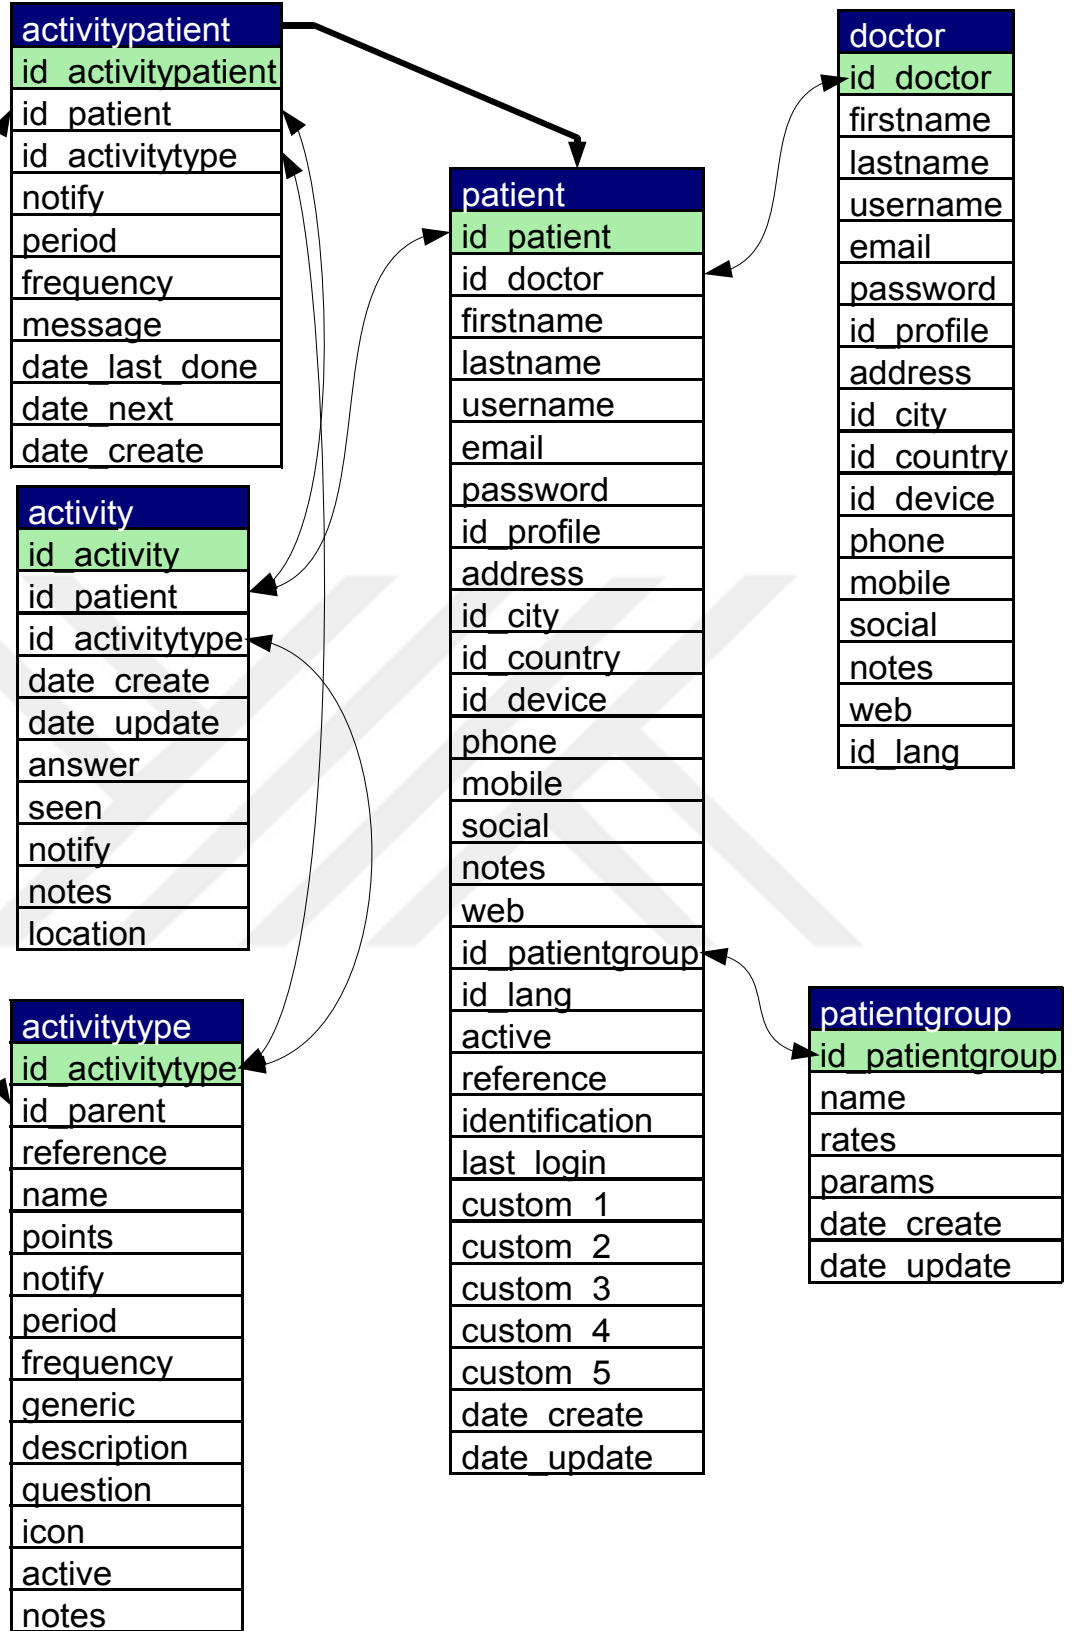 activitypatient
id_activitypatient
id_patient
id_activitytype
notify
period
frequency
message
date_last_done
date_next
date_create
activity
id_activity
id_patient
id_activitytype
date_create
date_update
answer
seen
notify
notes
location
activitytype
id_activitytype
id_parent
reference
name
points
notify
period
frequency
generic
description
question
icon
active
notes
patient
id_patient
id_doctor
firstname
lastname
username
email
password
id_profile
address
id_city
id_country
id_device
phone
mobile
social
notes
web
id_patientgroup
id_lang
active
reference
identification
last_login
custom_1
custom_2
custom_3
custom_4
custom_5
date_create
date_update
doctor
id_doctor
firstname
lastname
username
email
password
id_profile
address
id_city
id_country
id_device
phone
mobile
social
notes
web
id_lang
patientgroup
id_patientgroup
name
rates
params
date_create
date_update